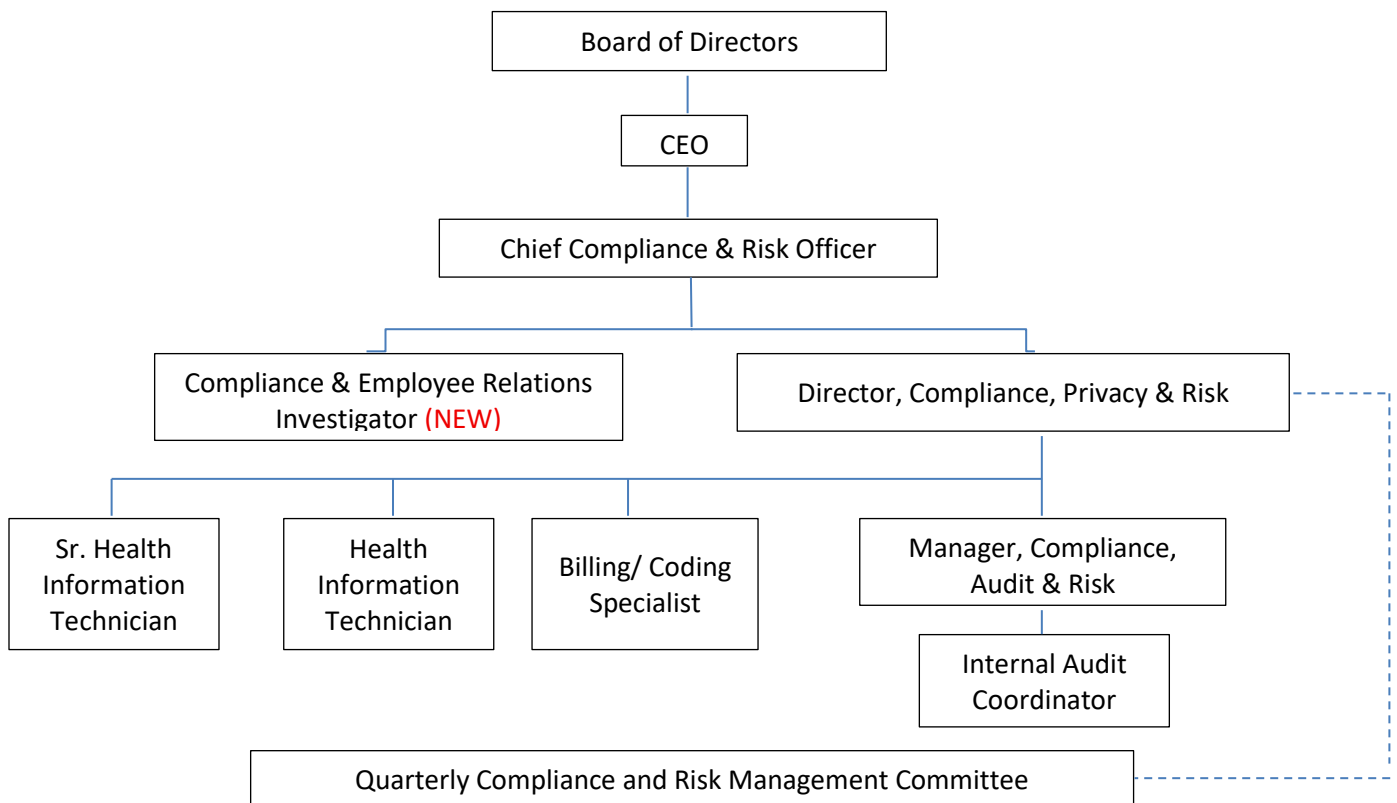 Board of Directors
CEO
Chief Compliance & Risk Officer
Compliance & Employee Relations
Investigator (NEW)
Director, Compliance, Privacy & Risk
Sr. Health
Information
Technician
Health
Information
Technician
Billing/ Coding
Specialist
Manager, Compliance,
Audit & Risk
Internal Audit
Coordinator
Quarterly Compliance and Risk Management Committee